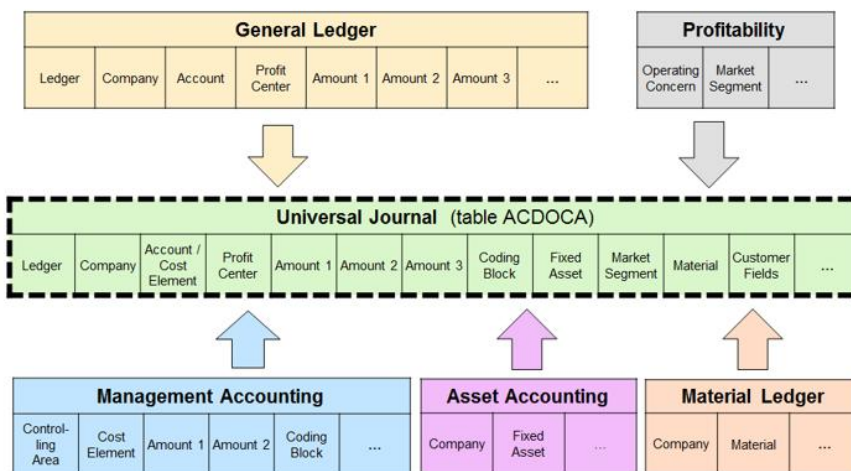 General Ledger
Ledger
Company
Account
Profit
Center
Amount 1
Amount 2
Amount 3
...
Profitability
Operating
Concern
Market
Segment
...
Universal Journal (table ACDOCA)
Ledger
Company
Account /
Cost
Element
Profit
Center
Amount 1
Amount 2
Amount 3
Coding
Block
Fixed
Asset
Market
Segment
Material
Customer
Fields
...
Management Accounting
Control-
ling
Area
Cost
Element
Amount 1
Amount 2
Coding
Block
...
Asset Accounting
Company
Fixed
Asset
...
Material Ledger
Company
Material
...